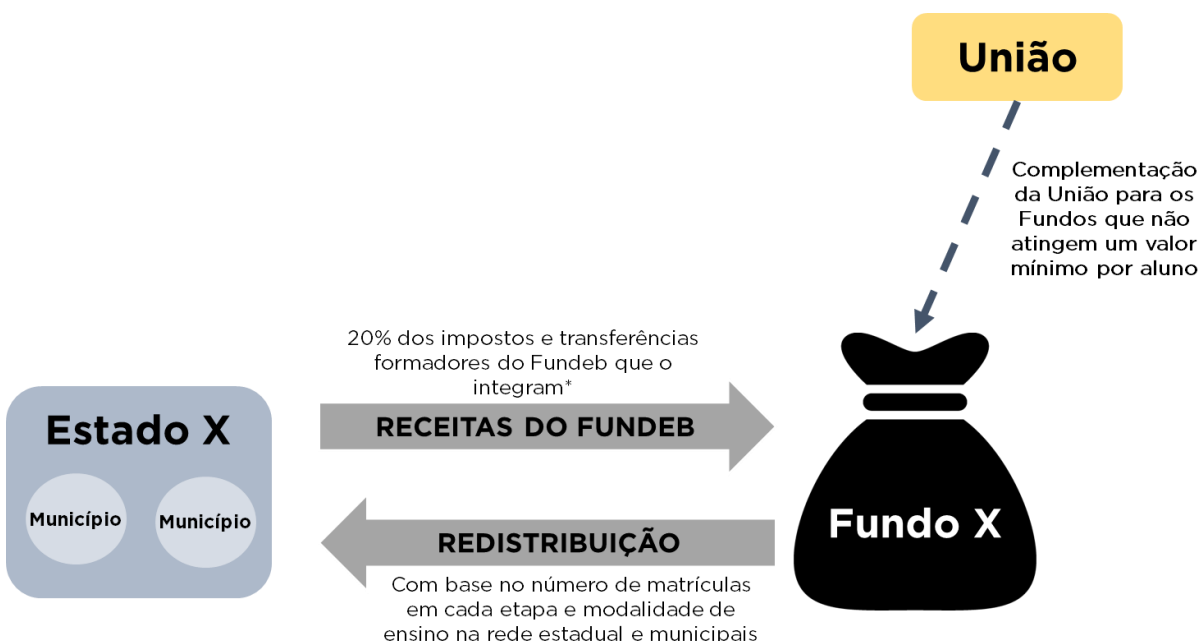 União
Complementação
da União para os
Fundos que não
atingem um valor
mínimo por aluno
20% dos impostos e transferências
formadores do Fundeb que o
integram*
RECEITAS DO FUNDEB
Estado X
Município
Município
Fundo X
REDISTRIBUIÇÃO
Com base no número de matrículas
em cada etapa e modalidade de
ensino na rede estadual e municipais